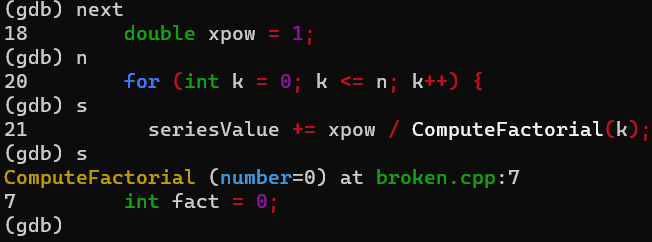 (gdb) next
18        double xpow = 1;
(gdb) n
20        for (int k = 0; k <= n; k++) {
(gdb) s
21          seriesValue += xpow / ComputeFactorial(k);
(gdb) s
ComputeFactorial (number=0) at broken.cpp:7
7         int fact = 0;
(gdb)